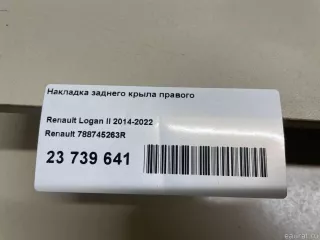 Накладка заднего крыла правого
Renault Logan II 2014-2022
Renault 788745263R
23 739 641